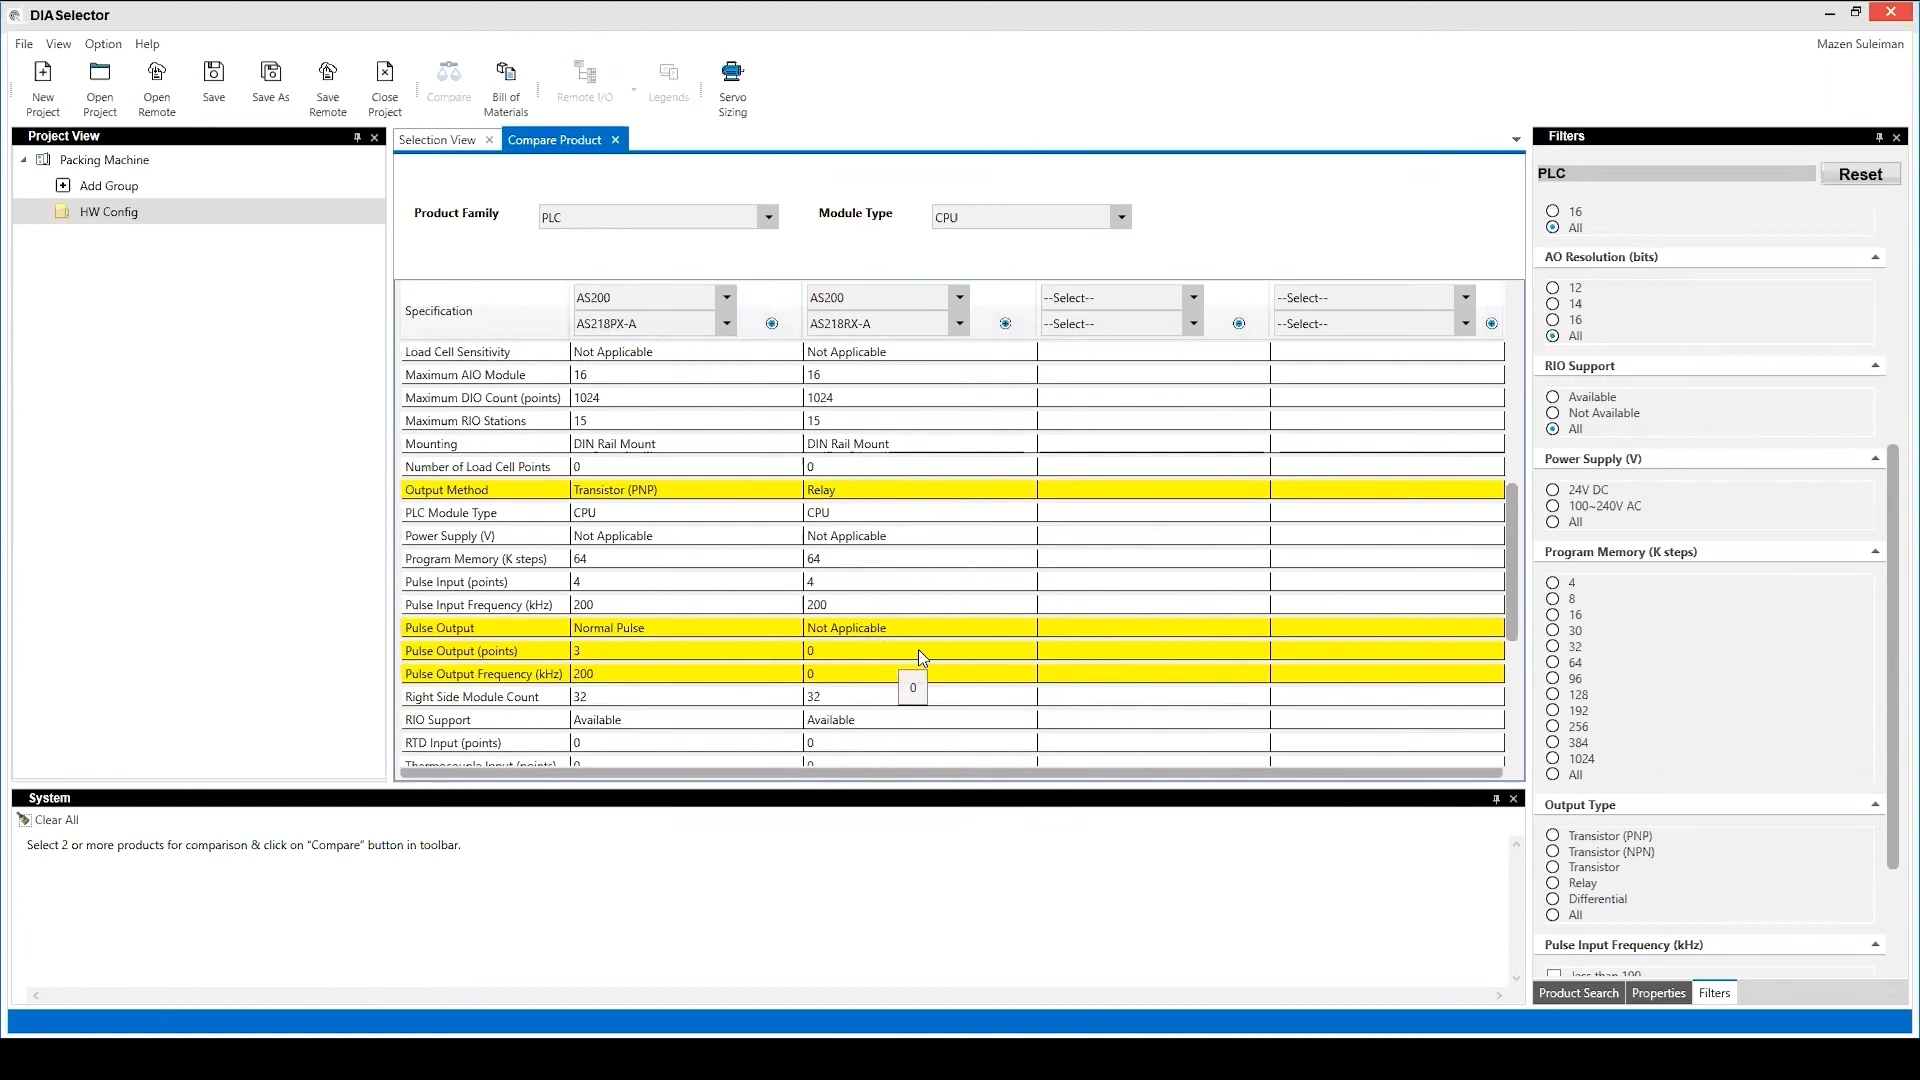 DIASelector
File View Option Help
Mazen Suleiman
New Project
Open Project
Open Remote
Save
Save As
Save Remote
Close Project
Compare
Bill of Materials
Remote I/O
Legends
Servo Sizing
Project View
Packing Machine
Add Group
HW Config
Selection View
Compare Product
Product Family PLC Module Type CPU
Specification
AS200 AS200 --Select-- --Select--
AS218PX-A AS218RX-A --Select-- --Select--
Load Cell Sensitivity Not Applicable Not Applicable
Maximum AIO Module 16 16
Maximum DIO Count (points) 1024 1024
Maximum RIO Stations 15 15
Mounting DIN Rail Mount DIN Rail Mount
Number of Load Cell Points 0 0
Output Method Transistor (PNP) Relay
PLC Module Type CPU CPU
Power Supply (V) Not Applicable Not Applicable
Program Memory (K steps) 64 64
Pulse Input (points) 4 4
Pulse Input Frequency (kHz) 200 200
Pulse Output Normal Pulse Not Applicable
Pulse Output (points) 3 0
Pulse Output Frequency (kHz) 200 0
0
Right Side Module Count 32 32
RIO Support Available Available
RTD Input (points) 0 0
Thermocouple Input (points) 0 0
System
Clear All
Select 2 or more products for comparison & click on "Compare" button in toolbar.
Filters
PLC
Reset
16
All
AO Resolution (bits)
12
14
16
All
RIO Support
Available
Not Available
All
Power Supply (V)
24V DC
100~240V AC
All
Program Memory (K steps)
4
8
16
30
32
64
96
128
192
256
384
1024
All
Output Type
Transistor (PNP)
Transistor (NPN)
Transistor
Relay
Differential
All
Pulse Input Frequency (kHz)
less than 100
Product Search Properties Filters